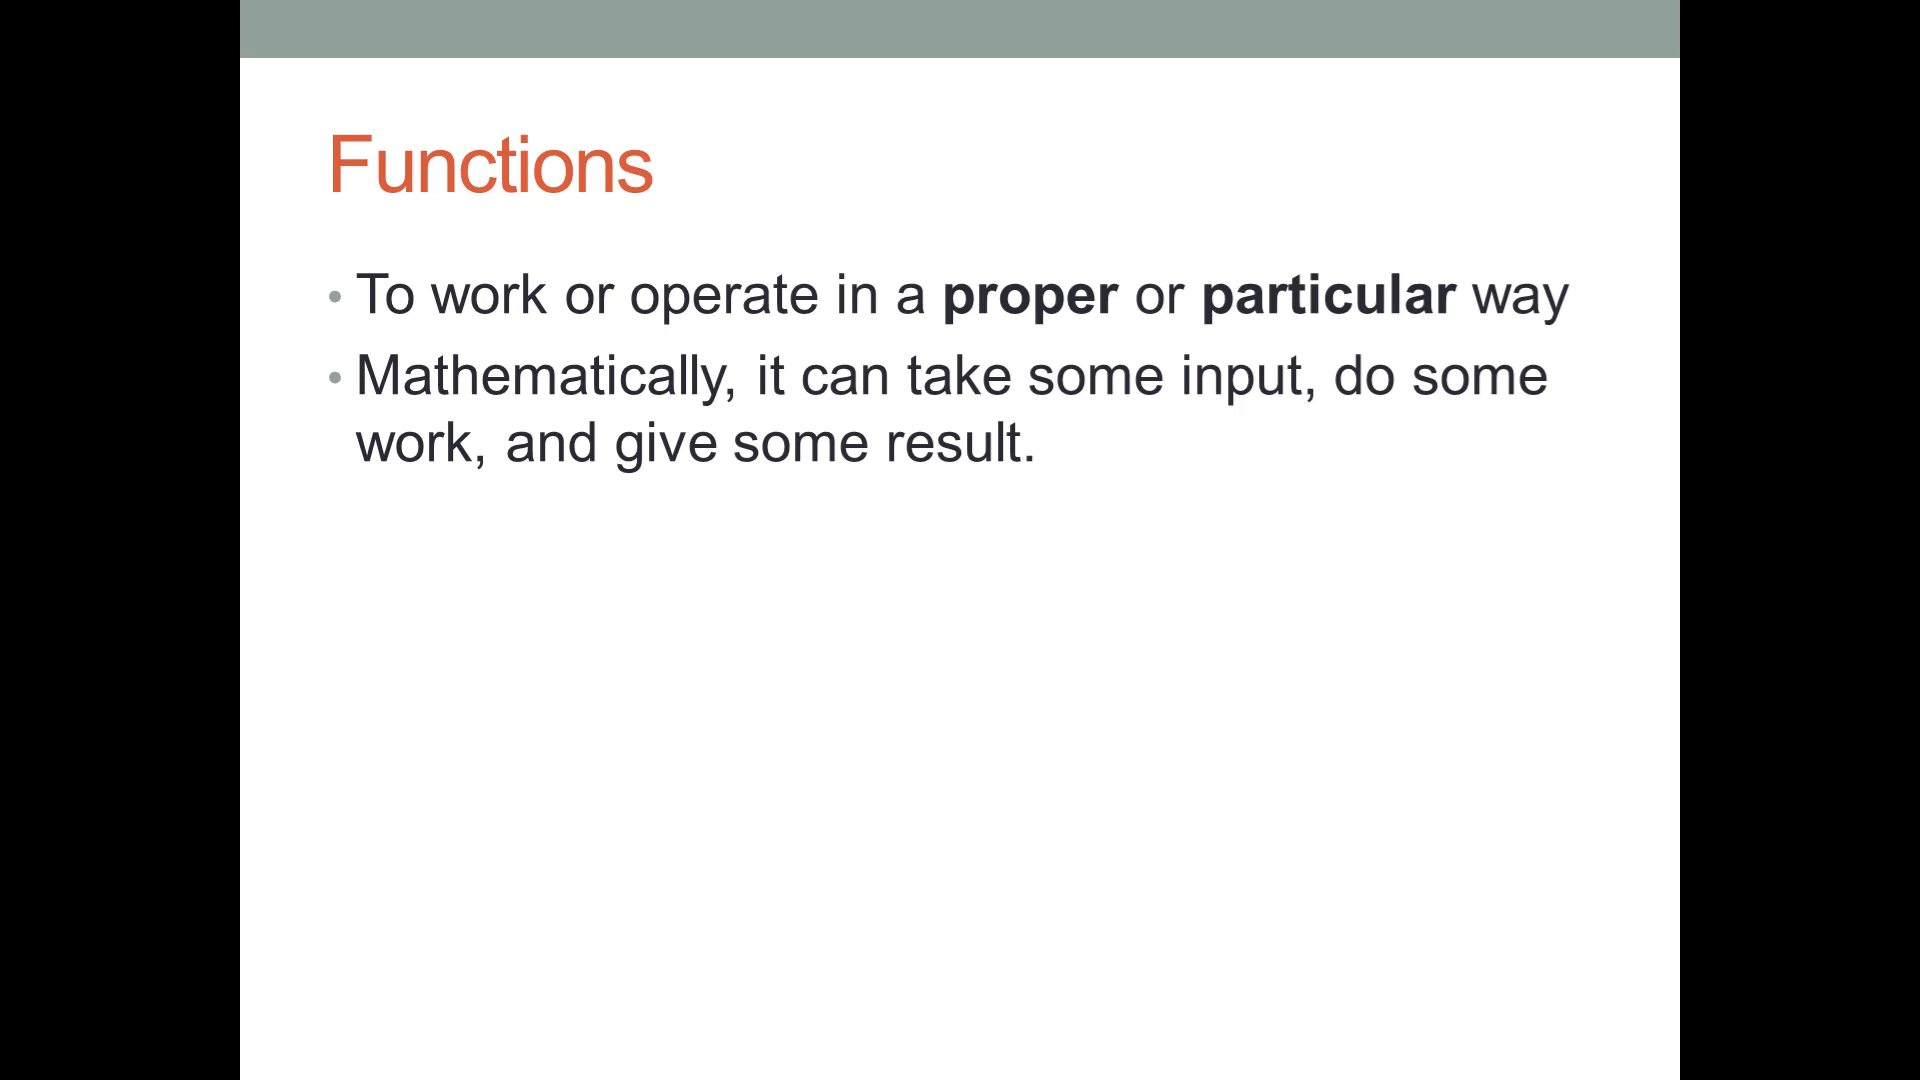 Functions
• To work or operate in a proper or particular way
• Mathematically, it can take some input, do some
work, and give some result.